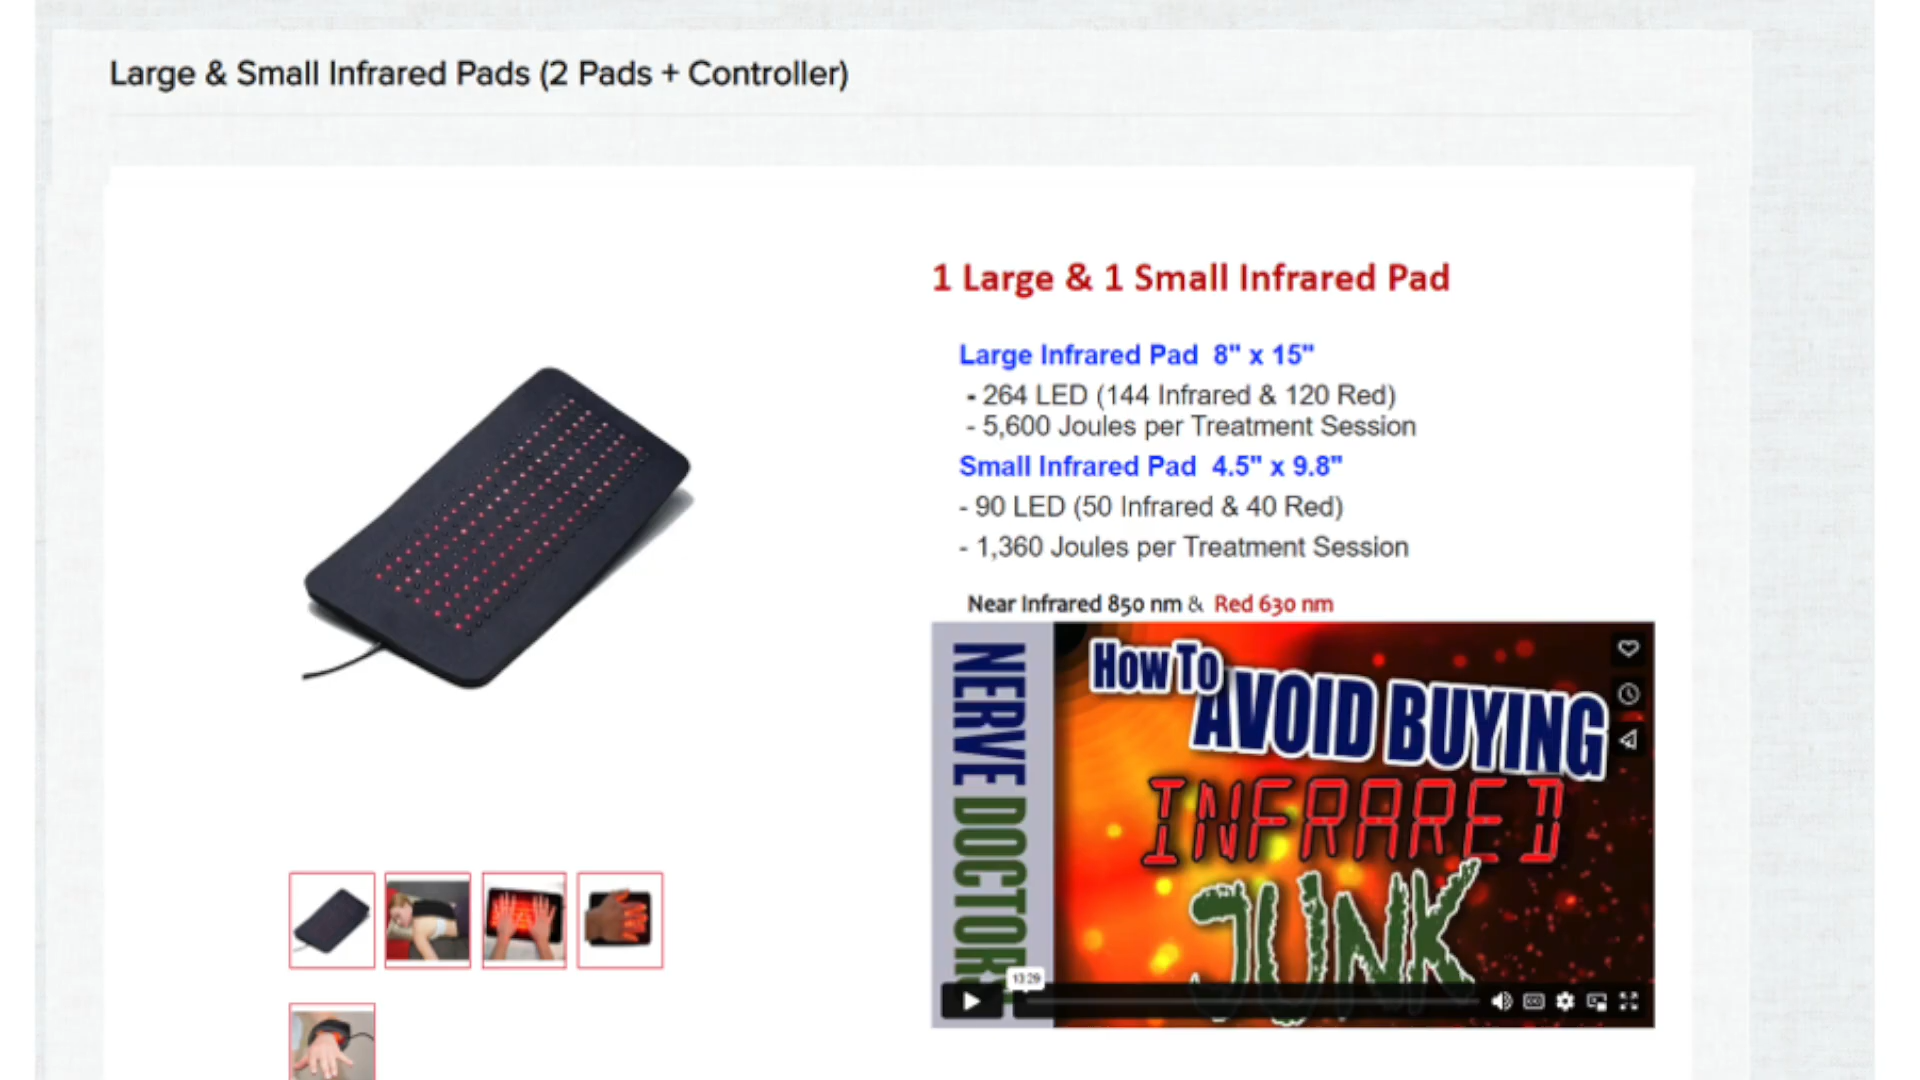 Large & Small Infrared Pads (2 Pads + Controller)
1 Large & 1 Small Infrared Pad
Large Infrared Pad 8" x 15"
- 264 LED (144 Infrared & 120 Red)
- 5,600 Joules per Treatment Session
Small Infrared Pad 4.5" x 9.8"
- 90 LED (50 Infrared & 40 Red)
- 1,360 Joules per Treatment Session
Near Infrared 850 nm & Red 630 nm
NERVE DOCTOR
How To
AVOID BUYING
INFRARED
JUNK
13:29